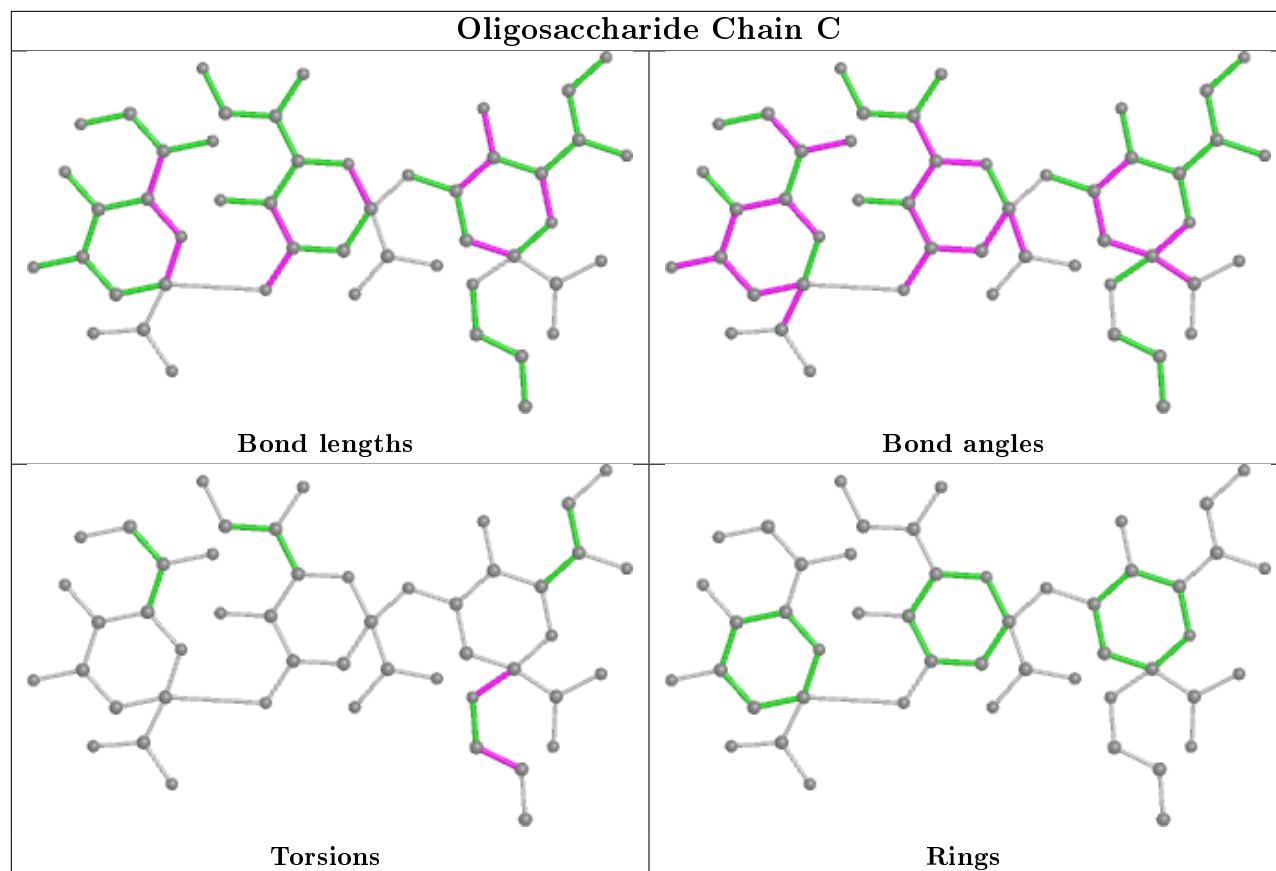 Oligosaccharide Chain C
Bond lengths
Bond angles
Torsions
Rings